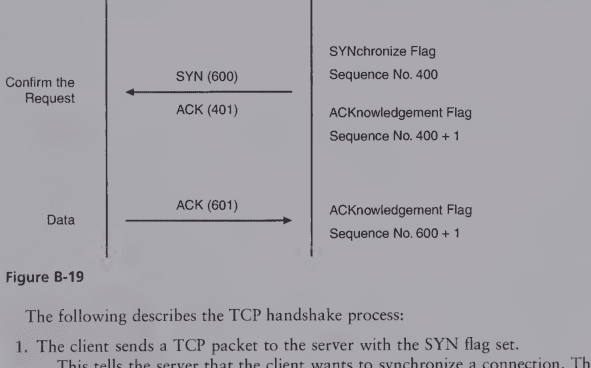 SYNchronize Flag
Confirm the
Request
SYN (600)
Sequence No. 400
ACK (401)
ACKnowledgement Flag
Sequence No. 400 + 1
Data
ACK (601)
ACKnowledgement Flag
Sequence No. 600 + 1
Figure B-19
The following describes the TCP handshake process:
1. The client sends a TCP packet to the server with the SYN flag set.
This tells the server that the client wants to synchronize a connection. Th